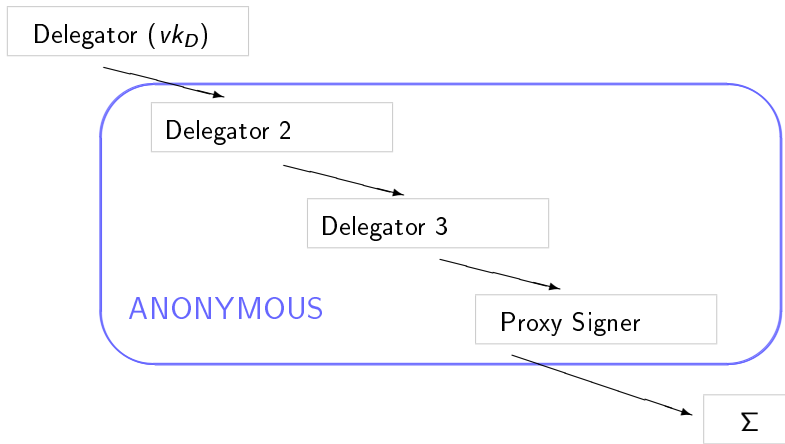 Delegator (vk_D)
Delegator 2
Delegator 3
ANONYMOUS
Proxy Signer
Σ